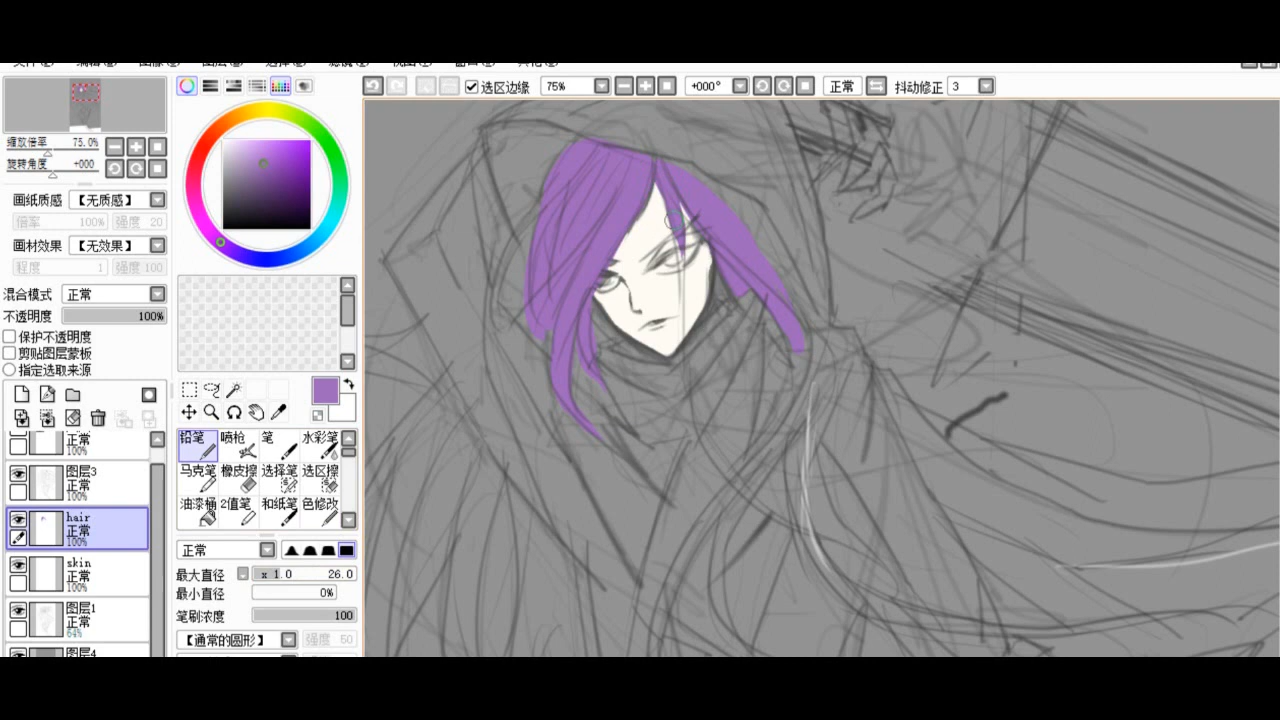 选区边缘 75% +000° 正常 抖动修正 3
缩放倍率 75.0%
旋转角度 +000
画纸质感 【无质感】
倍率 100% 强度 20
画材效果 【无效果】
程度 1 强度 100
混合模式 正常
不透明度 100%
保护不透明度
剪贴图层蒙板
指定选取来源
正常
100%
图层3
正常
100%
hair
正常
100%
skin
正常
100%
图层1
正常
64%
图层4
铅笔 喷枪 笔 水彩笔
马克笔 橡皮擦 选择笔 选区擦
油漆桶 2值笔 和纸笔 色修改
正常
最大直径 x 1.0 26.0
最小直径 0%
笔刷浓度 100
【通常的圆形】 强度 50